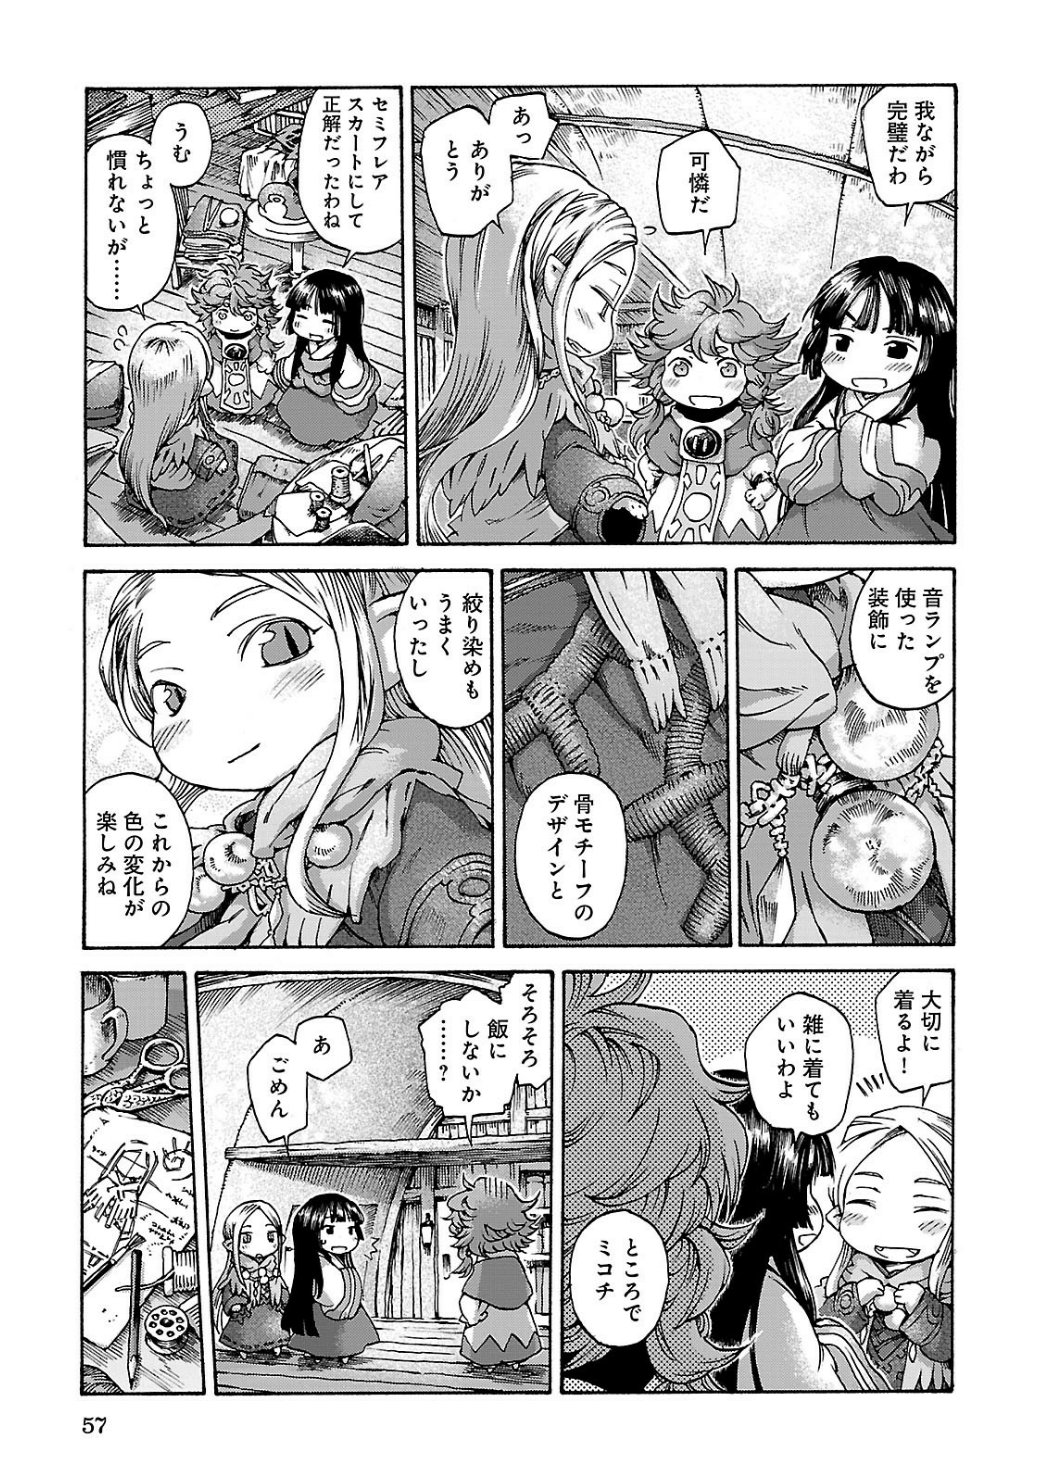 我ながら
完璧だわ
可憐だ
あっ
ありが
とう
セミフレア
スカートにして
正解だったわね
うむ
ちょっと
慣れないが
……
音ランプを
使った
装飾に
骨モチーフの
デザインと
絞り染めも
うまく
いったし
これからの
色の変化が
楽しみね
大切に
着るよ!
雑に着ても
いいわよ
ところで
ミコチ
そろそろ
飯に
しないか
……?
あ
ごめん
57